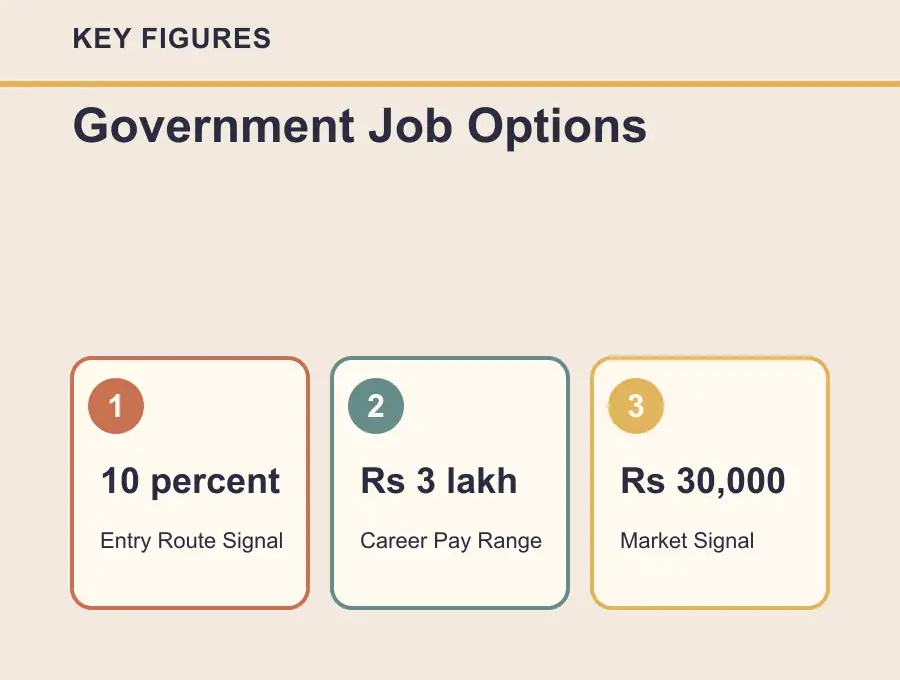 KEY FIGURES
Government Job Options
1
10 percent
Entry Route Signal
2
Rs 3 lakh
Career Pay Range
3
Rs 30,000
Market Signal